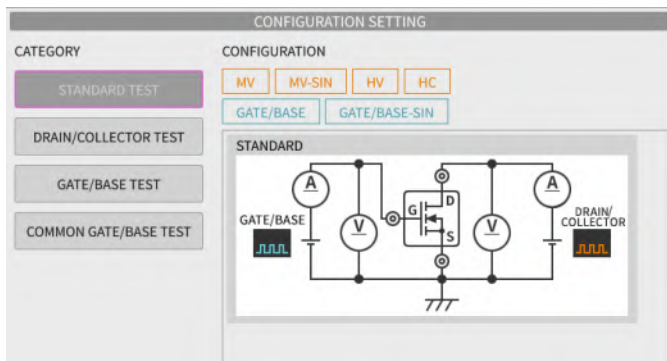 CONFIGURATION SETTING
CATEGORY
STANDARD TEST
DRAIN/COLLECTOR TEST
GATE/BASE TEST
COMMON GATE/BASE TEST
CONFIGURATION
MV MV-SIN HV HC
GATE/BASE GATE/BASE-SIN
STANDARD
A
GATE/BASE
V
G
D
S
V
A
DRAIN/
COLLECTOR